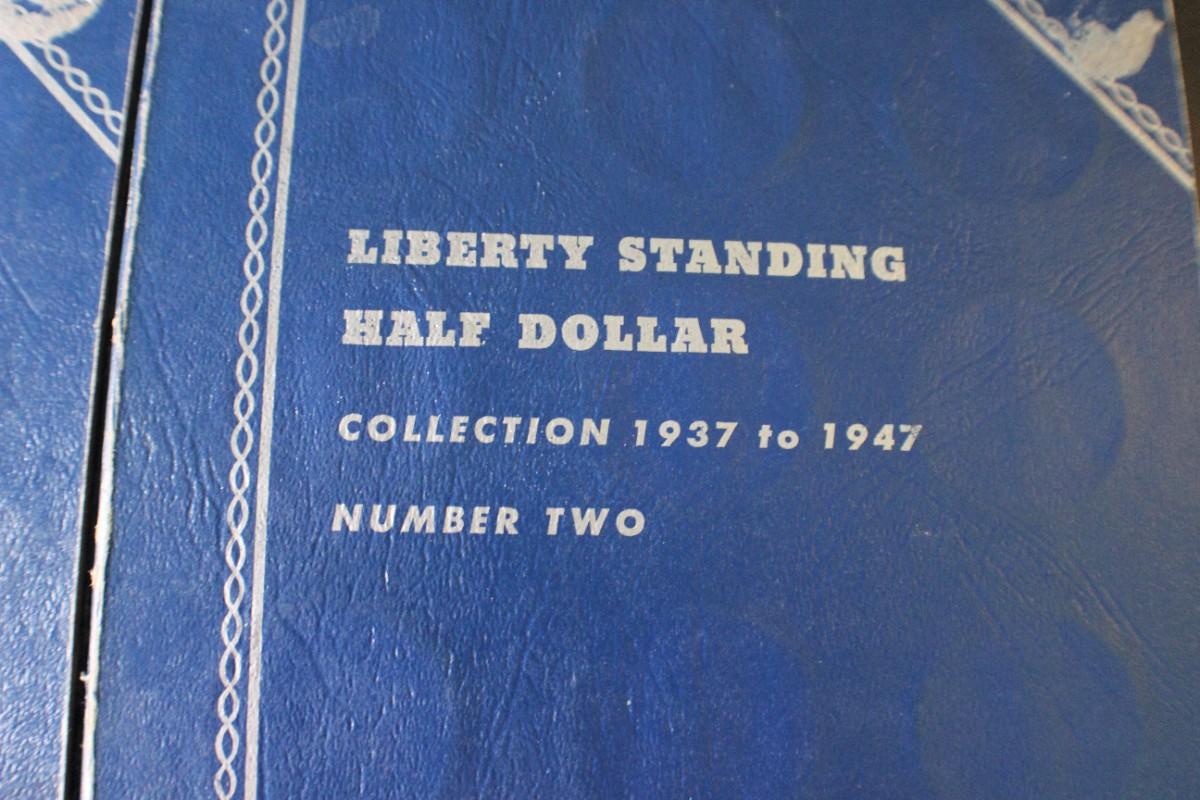 LIBERTY STANDING
HALF DOLLAR
COLLECTION 1937 to 1947
NUMBER TWO